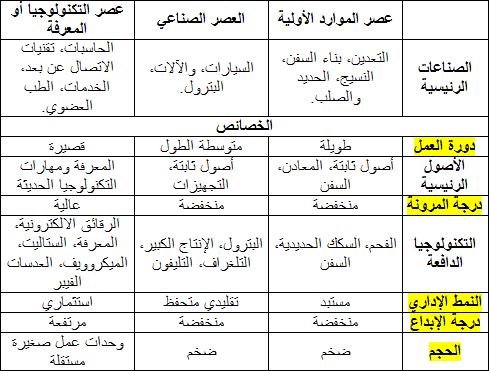 عصر الموارد الأولية
العصر الصناعي
عصر التكنولوجيا أو
المعرفة
الصناعات
الرئيسية
التعدين، بناء السفن،
النسيج، الحديد
والصلب.
السيارات، والآلات،
البترول.
الحاسبات، تقنيات
الاتصال عن بعد،
الخدمات، الطب
العضوي.
الخصائص
دورة العمل
طويلة
متوسطة الطول
قصيرة
الأصول
الرئيسية
أصول ثابتة، المعادن،
السفن
أصول ثابتة،
التجهيزات
المعرفة ومهارات
التكنولوجيا الحديثة
درجة المرونة
منخفضة
منخفضة
عالية
التكنولوجيا
الدافعة
الفحم، السكك الحديدية،
السفن
البترول، الإنتاج الكبير،
التلغراف، التليفون
الرقائق الالكترونية،
المعرفة، الستاليت،
الميكروويف، العدسات
الفيبر
النمط الإداري
مستبد
تقليدي متحفظ
استثماري
درجة الإبداع
منخفضة
منخفضة
مرتفعة
الحجم
ضخم
ضخم
وحدات عمل صغيرة
مستقلة